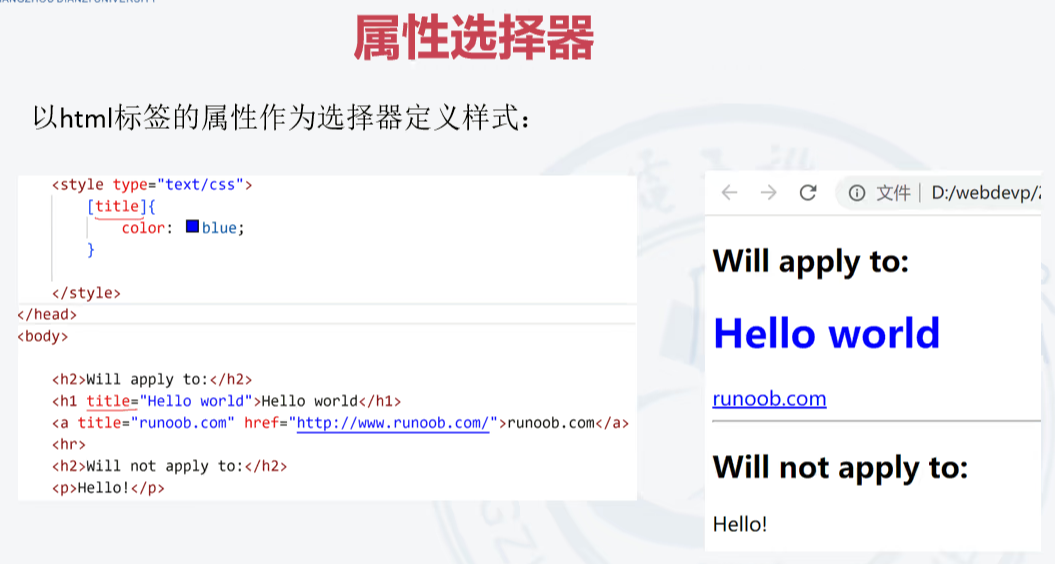 属性选择器
以html标签的属性作为选择器定义样式：
<style type="text/css">
[title]{
color: blue;
}
</style>
</head>
<body>
<h2>Will apply to:</h2>
<h1 title="Hello world">Hello world</h1>
<a title="runoob.com" href="http://www.runoob.com/">runoob.com</a>
<hr>
<h2>Will not apply to:</h2>
<p>Hello!</p>
文件 D:/webdevp/
Will apply to:
Hello world
runoob.com
Will not apply to:
Hello!